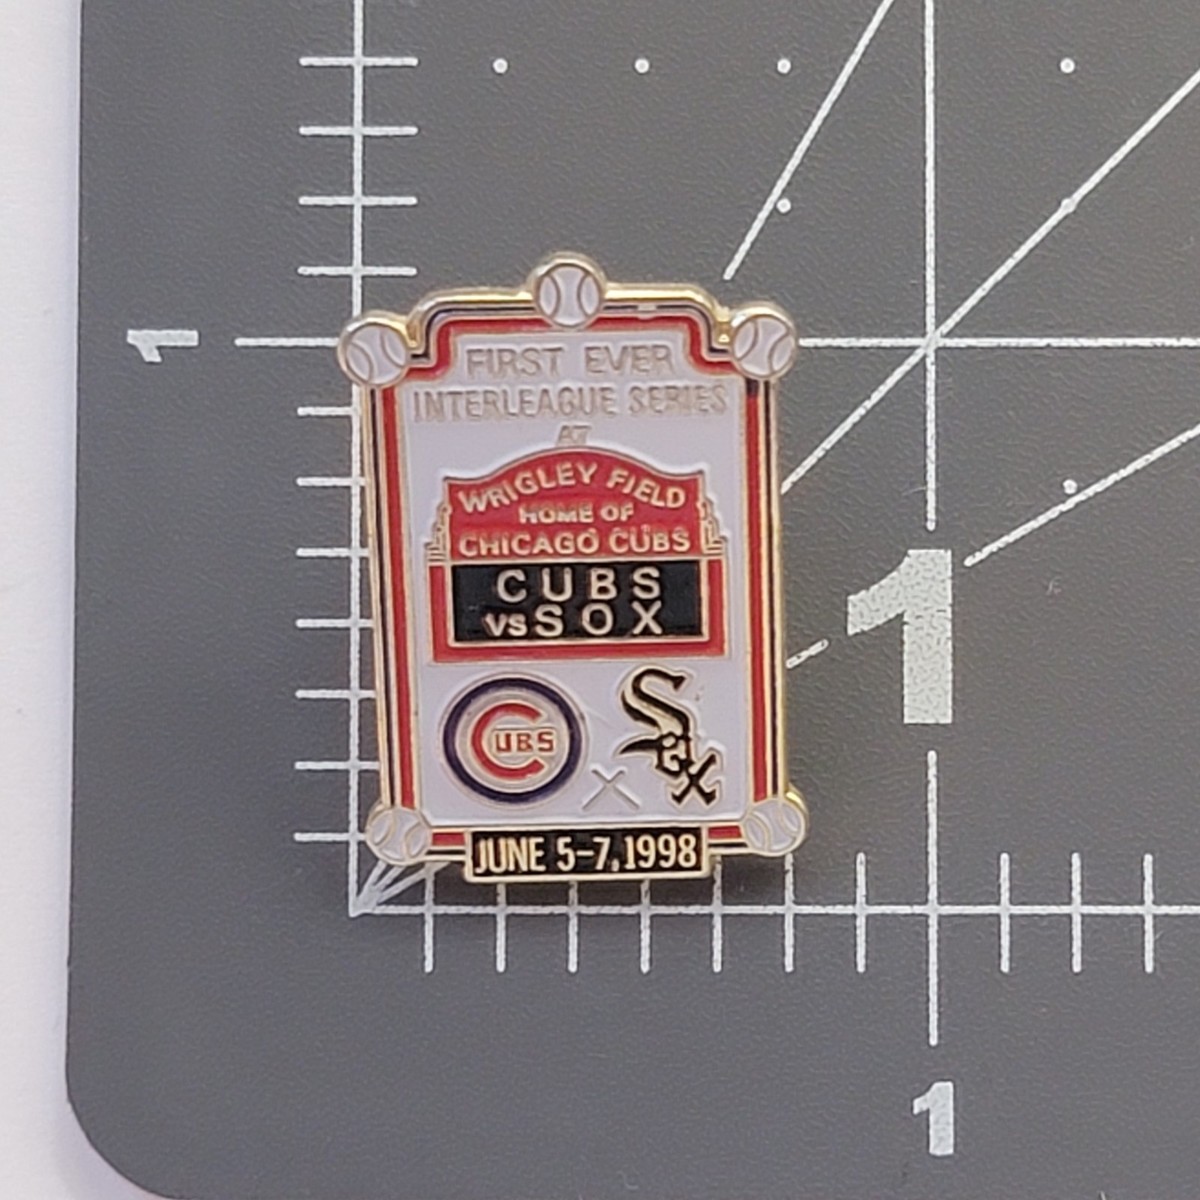 1
FIRST EVER
INTERLEAGUE SERIES
AT
WRIGLEY FIELD
HOME OF
CHICAGO CUBS
CUBS
vs SOX
CUBS
Sox
X
JUNE 5-7, 1998
1
1